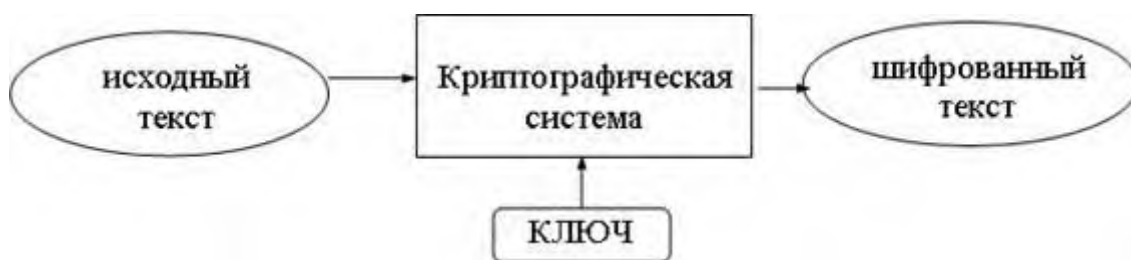 исходный
текст
Криптографическая
система
шифрованный
текст
КЛЮЧ